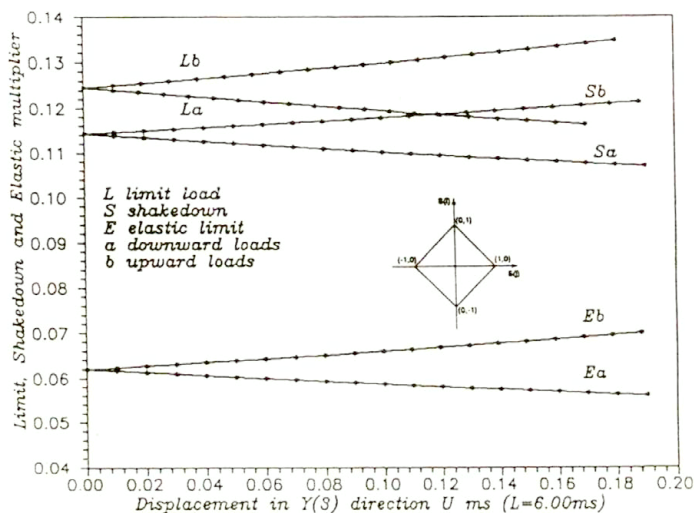 Limit, Shakedown and Elastic multiplier
0.14
0.13
0.12
0.11
0.10
0.09
0.08
0.07
0.06
0.05
0.04
Lb
La
Sb
Sa
L limit load
S shakedown
E elastic limit
a downward loads
b upward loads
(0,1)
(-1,0)
(1,0)
(0,-1)
Eb
Ea
0.00 0.02 0.04 0.06 0.08 0.10 0.12 0.14 0.16 0.18 0.20
Displacement in Y(3) direction U ms (L=6.00ms)